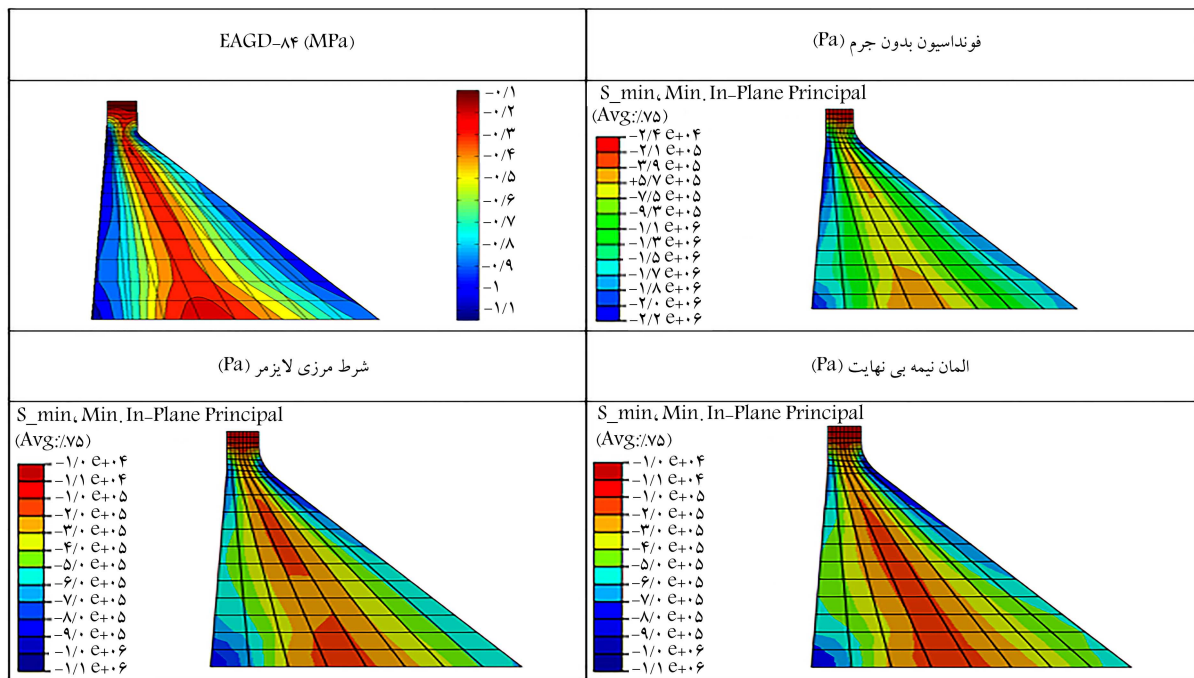 EAGD-۸۴ (MPa)
-۰/۱
-۰/۲
-۰/۳
-۰/۴
-۰/۵
-۰/۶
-۰/۷
-۰/۸
-۰/۹
-۱
-۱/۱
فونداسیون بدون جرم (Pa)
S_min، Min. In-Plane Principal
(Avg:٪۷۵)
-۲/۴ e+۰۴
-۲/۱ e+۰۵
-۳/۹ e+۰۵
+۵/۷ e+۰۵
-۷/۵ e+۰۵
-۹/۳ e+۰۵
-۱/۱ e+۰۶
-۱/۳ e+۰۶
-۱/۵ e+۰۶
-۱/۷ e+۰۶
-۱/۸ e+۰۶
-۲/۰ e+۰۶
-۲/۲ e+۰۶
شرط مرزی لایزمر (Pa)
S_min، Min. In-Plane Principal
(Avg:٪۷۵)
-۱/۰ e+۰۴
-۱/۱ e+۰۴
-۱/۰ e+۰۵
-۲/۰ e+۰۵
-۳/۰ e+۰۵
-۴/۰ e+۰۵
-۵/۰ e+۰۵
-۶/۰ e+۰۵
-۷/۰ e+۰۵
-۸/۰ e+۰۵
-۹/۰ e+۰۵
-۱/۰ e+۰۶
-۱/۱ e+۰۶
المان نیمه بی نهایت (Pa)
S_min، Min. In-Plane Principal
(Avg:٪۷۵)
-۱/۰ e+۰۴
-۱/۱ e+۰۴
-۱/۰ e+۰۵
-۲/۰ e+۰۵
-۳/۰ e+۰۵
-۴/۰ e+۰۵
-۵/۰ e+۰۵
-۶/۰ e+۰۵
-۷/۰ e+۰۵
-۸/۰ e+۰۵
-۹/۰ e+۰۵
-۱/۰ e+۰۶
-۱/۱ e+۰۶